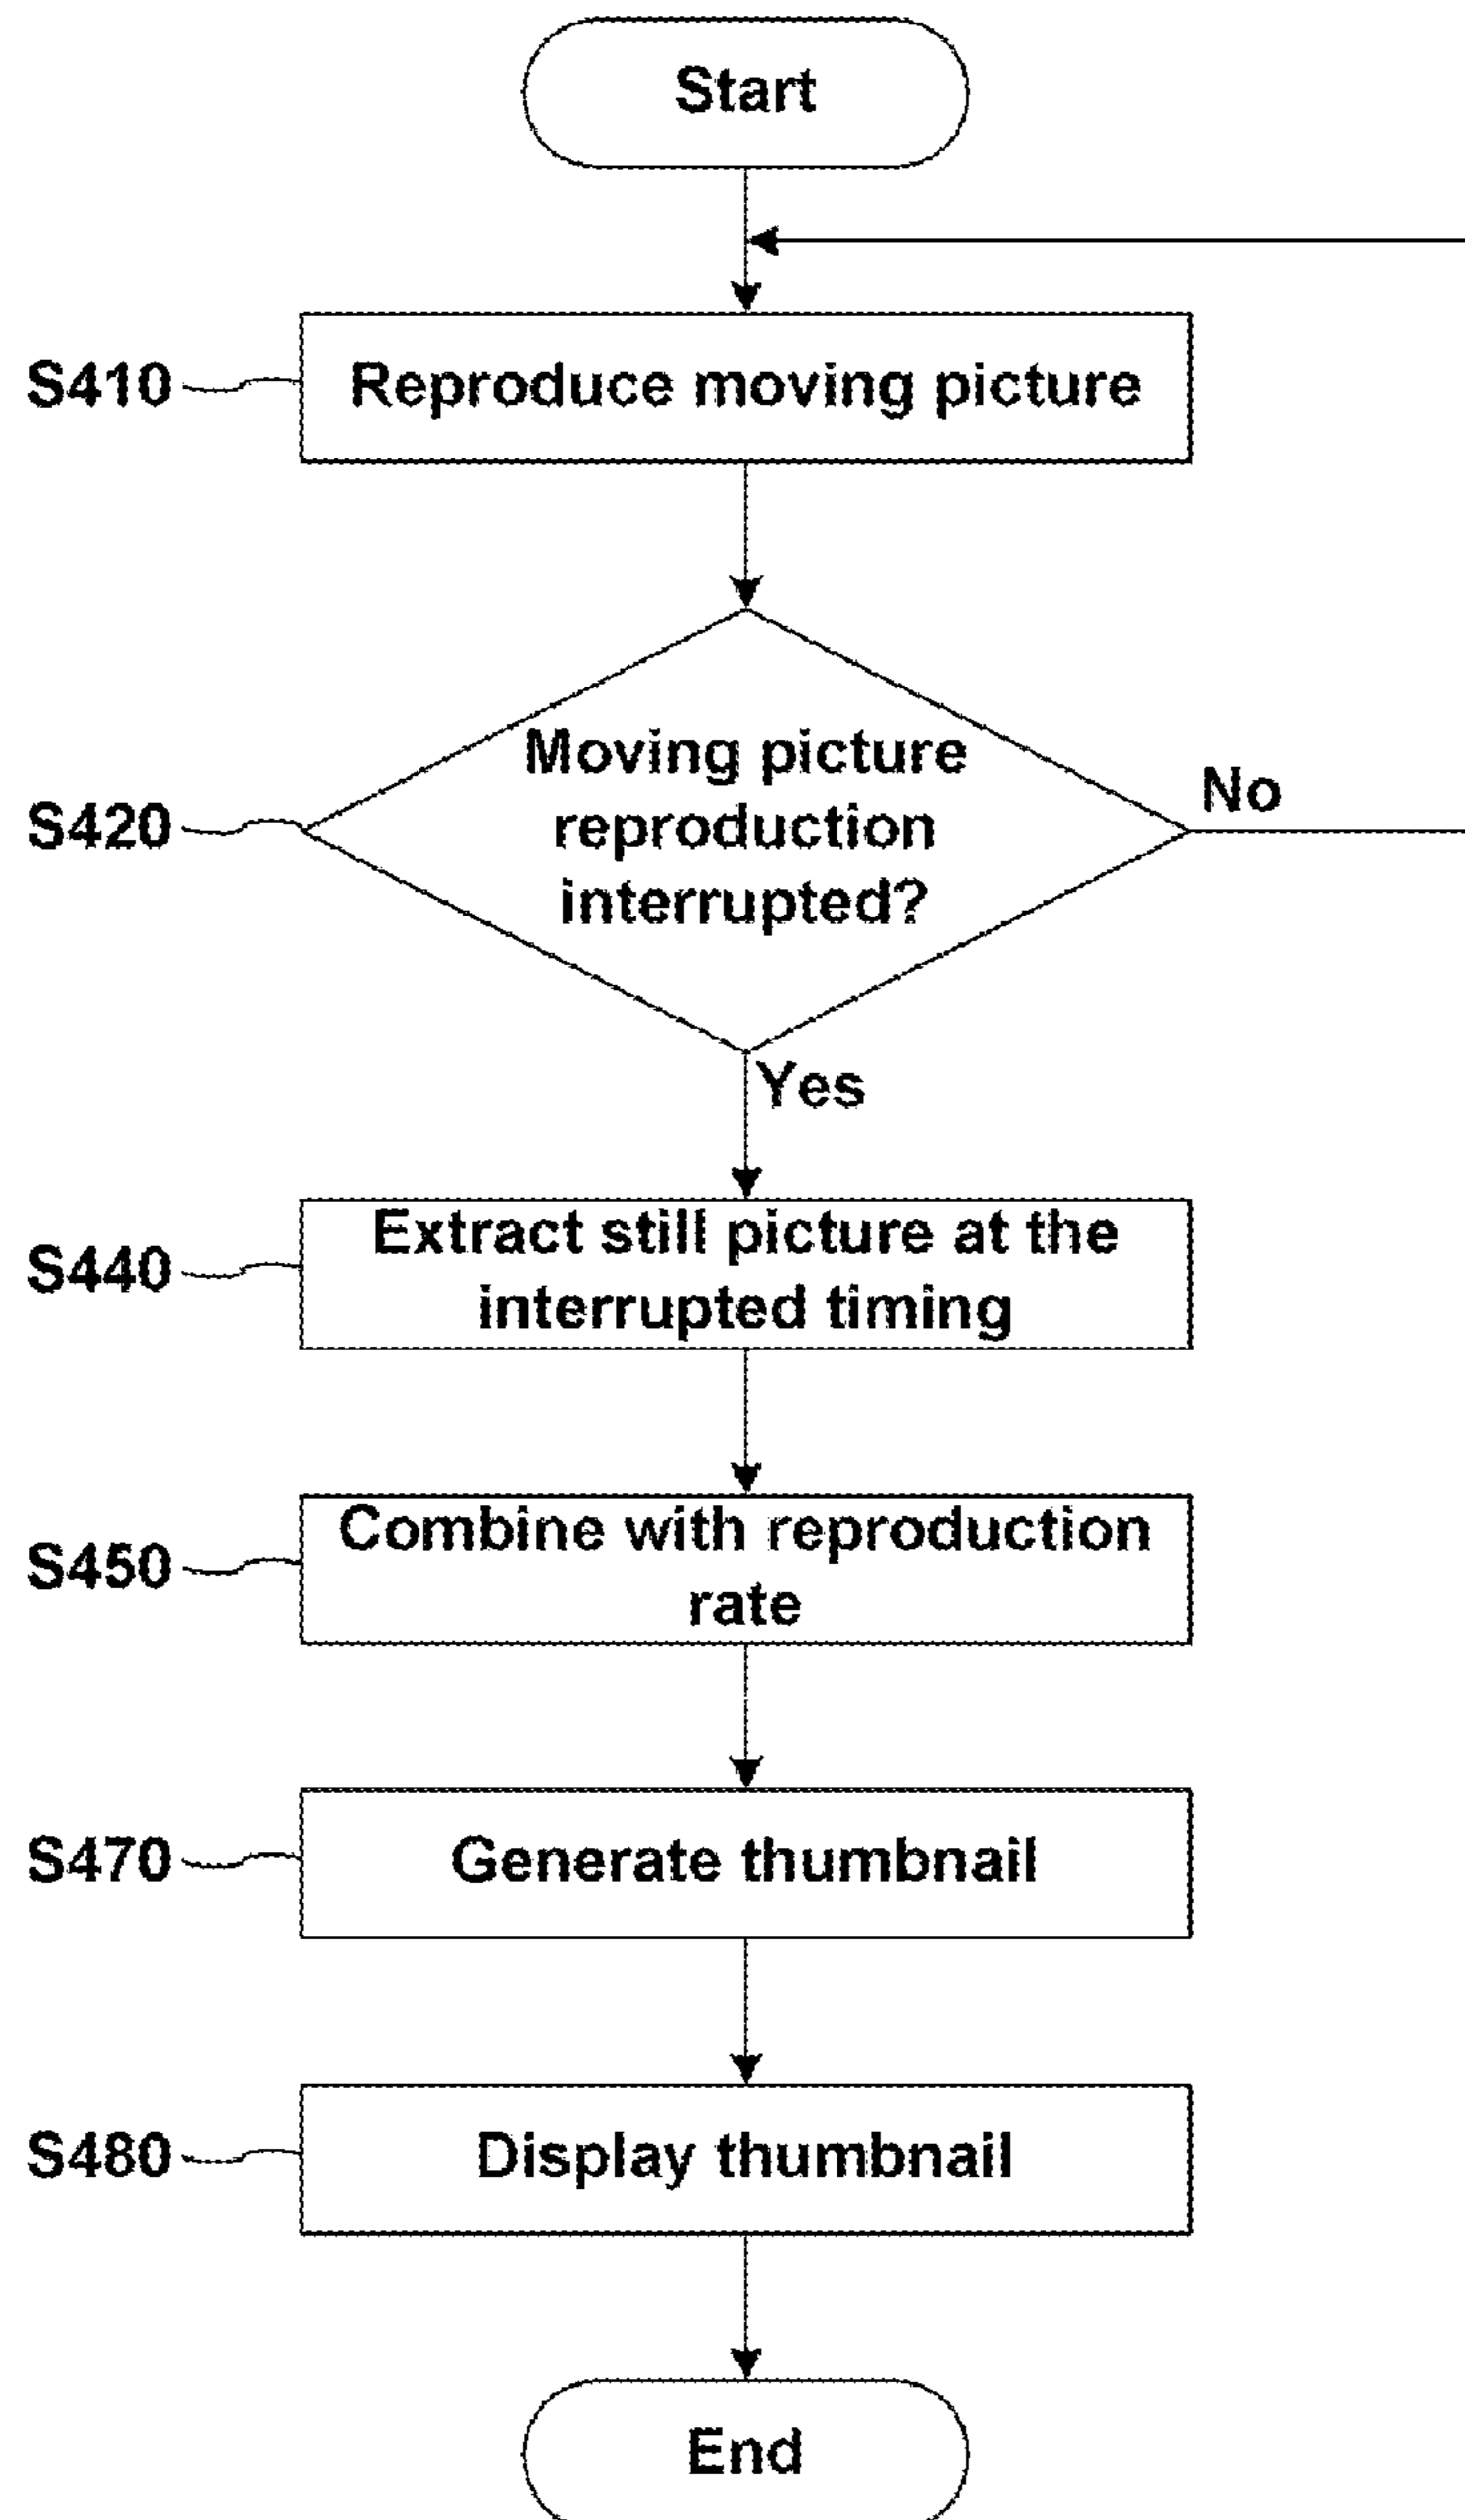 Start
S410
Reproduce moving picture
Moving picture
reproduction
interrupted?
S420
No
Yes
S440
Extract still picture at the
interrupted timing
S450
Combine with reproduction
rate
S470
Generate thumbnail
S480
Display thumbnail
End